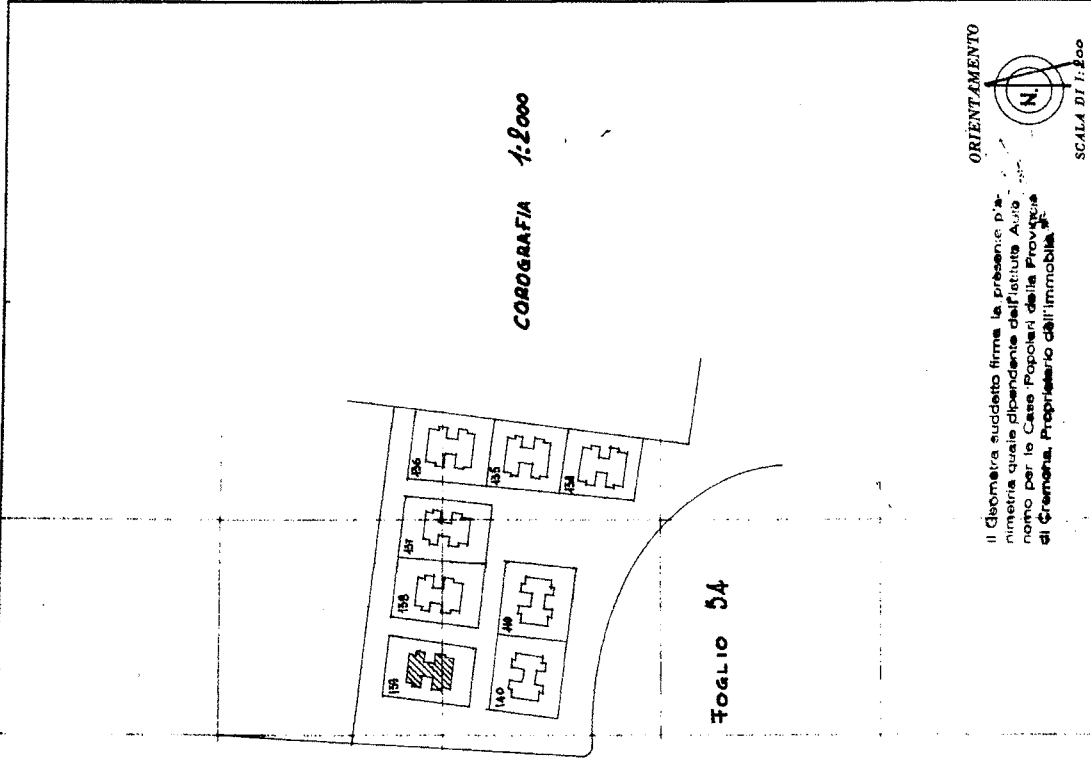 COROGRAFIA 1:2000
136
135
134
137
138
139
140
FOGLIO 54
ORIENTAMENTO
N.
SCALA DI 1:200
Il Geometra suddetto firma la presente pla-
nimetria quale dipendente dell'Istituto Auto
nomo per le Case Popolari della Provincia
di Cremona, Proprietario dell'immobile